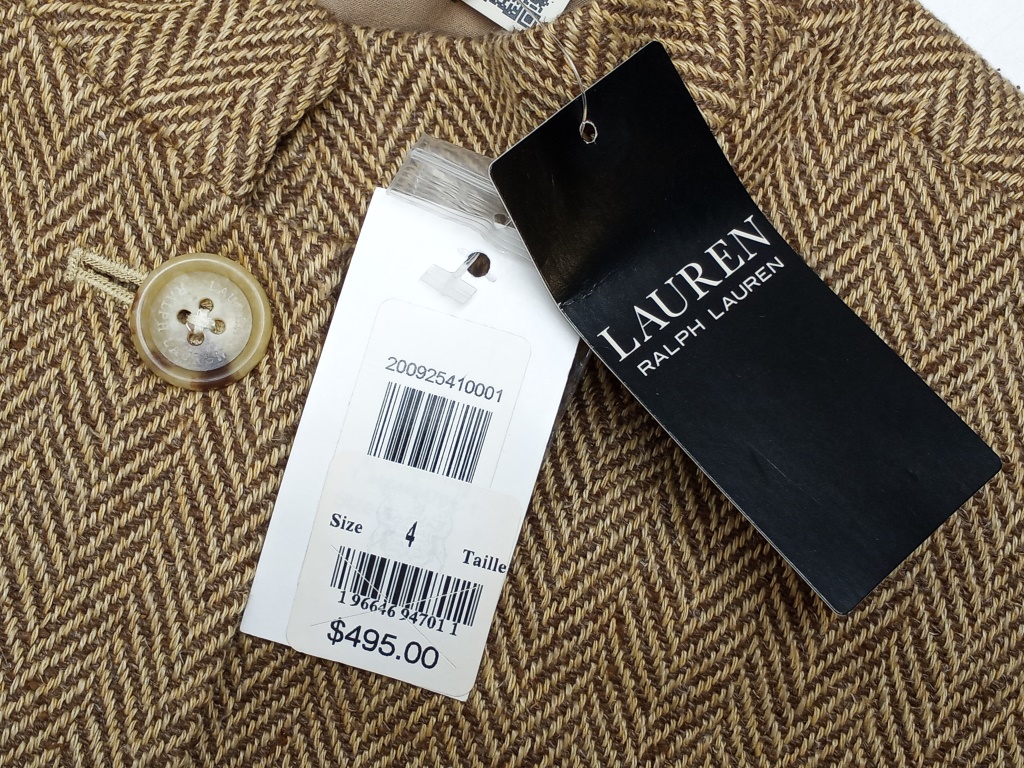 LAUREN
RALPH LAUREN
200925410001
Size 4 Taille
1 96646 94701 1
$495.00